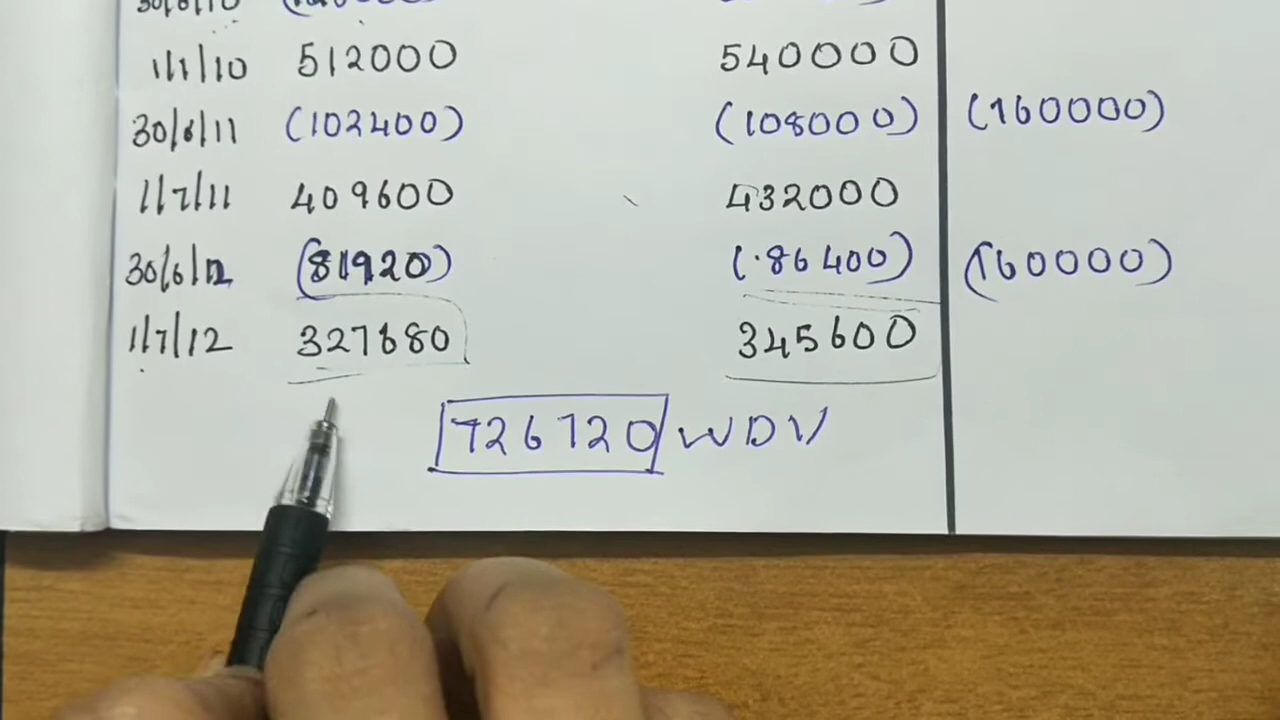 1/1/10 512000 540000
30/6/11 (102400) (108000) (160000)
1/7/11 409600 432000
30/6/12 (81920) (86400) (160000)
1/7/12 327680 345600
726720 WDV